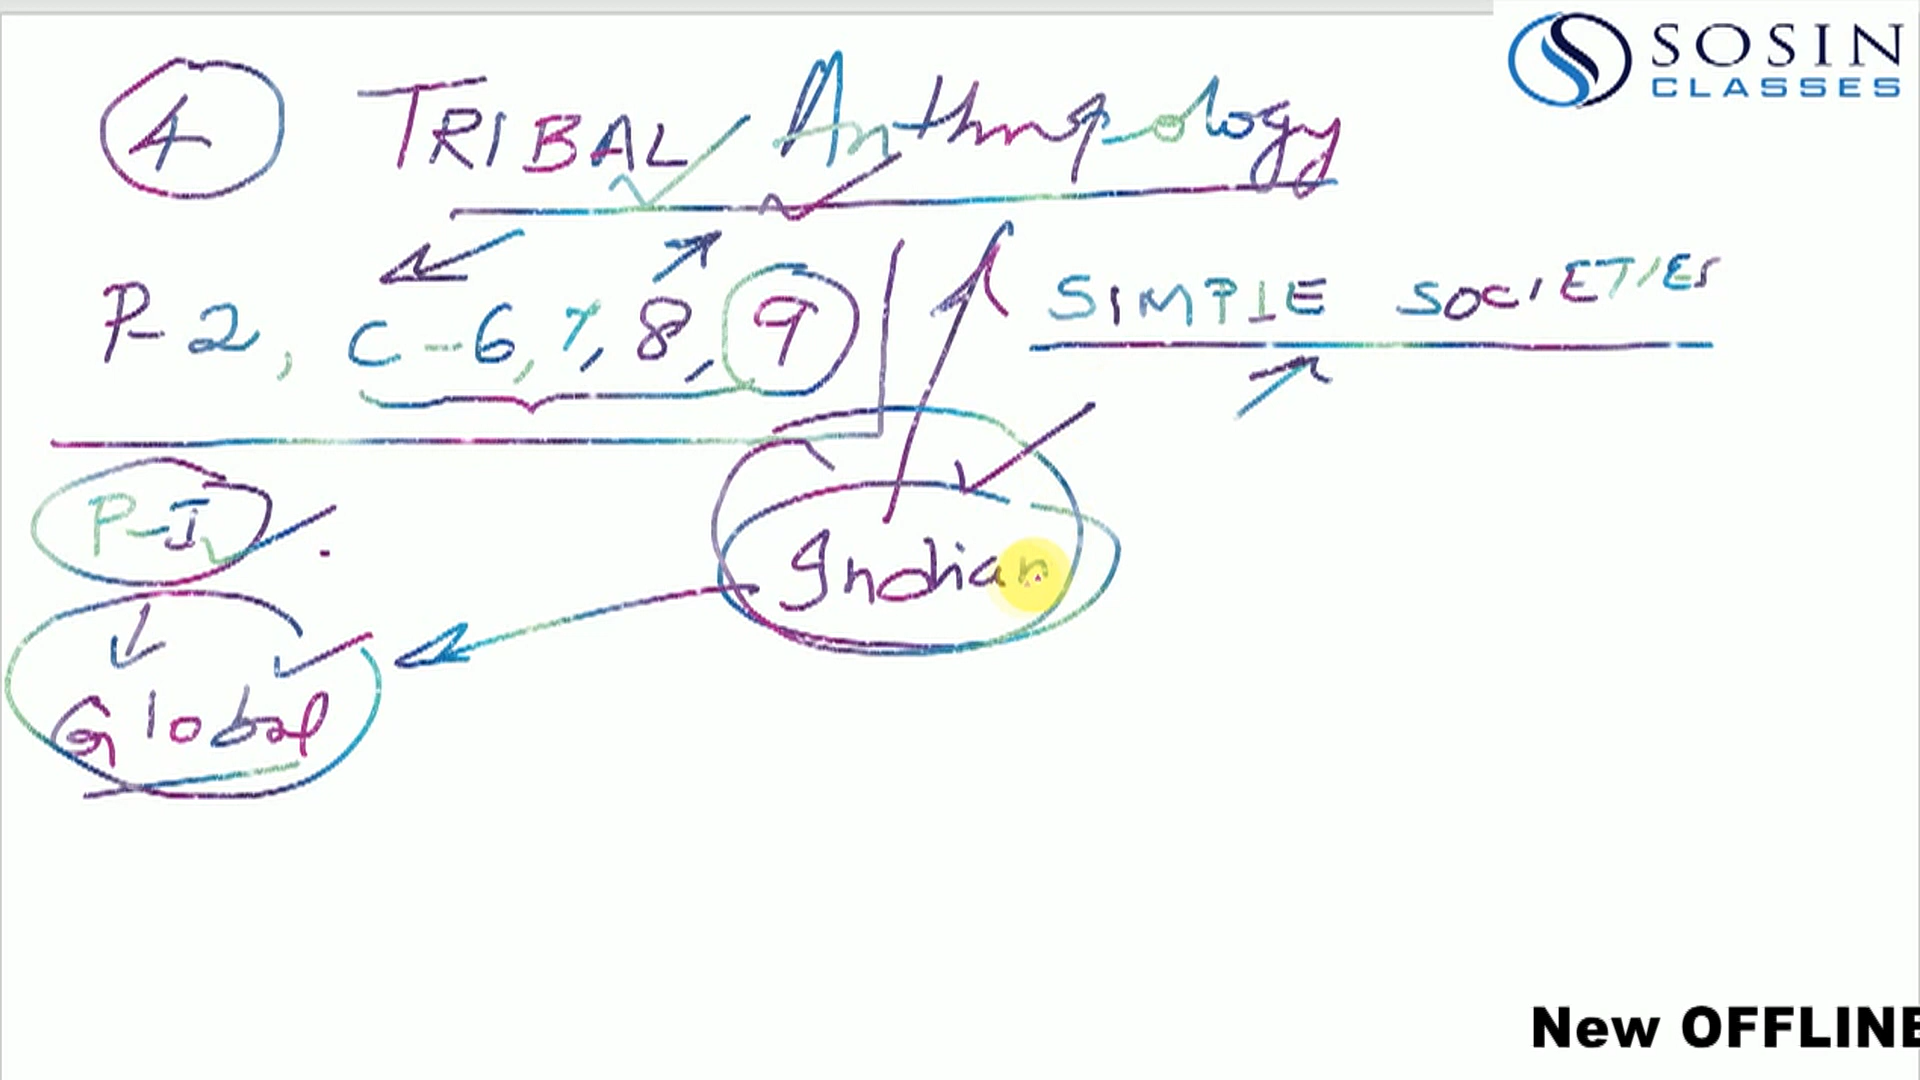 SOSIN
CLASSES
4 TRIBAL Anthropology
P-2, C-6, 7, 8, 9
SIMPLE SOCIETIES
P-I
Indian
Global
New OFFLINE